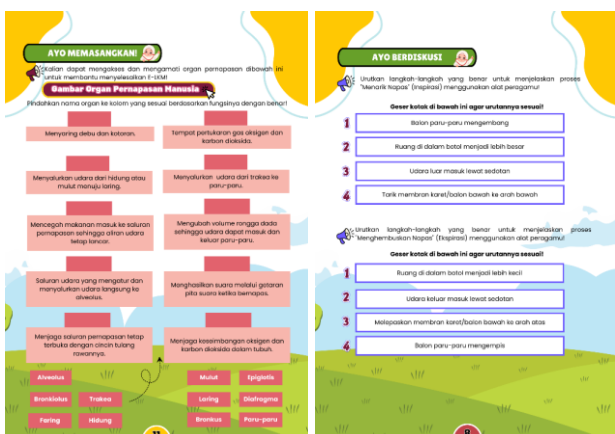 AYO MEMASANGKAN!
Kalian dapat mengakses dan mengamati organ pernapasan dibawah ini
untuk membantu menyelesaikan E-LKM!
Gambar Organ Pernapasan Manusia
Pindahkan nama organ ke kolom yang sesuai berdasarkan fungsinya dengan benar!
Menyaring debu dan kotoran.
Tempat pertukaran gas oksigen dan
karbon dioksida.
Menyalurkan udara dari hidung atau
mulut menuju laring.
Menyalurkan udara dari traksea ke
paru-paru.
Mencegah makanan masuk ke saluran
pernapasan sehingga aliran udara
tetap lancar.
Mengubah volume rongga dada
sehingga udara dapat masuk dan
keluar paru-paru.
Saluran udara yang mengatur dan
menyalurkan udara langsung ke
alveolus.
Menghasilkan suara melalui getaran
pita suara ketika bernapas.
Menjaga saluran pernapasan tetap
terbuka dengan cincin tulang
rawannya.
Menjaga keseimbangan oksigen dan
karbon dioksida dalam tubuh.
Alveolus
Mulut
Epiglotis
Bronkiolus
Traksea
Laring
Diafragma
Faring
Hidung
Bronkus
Paru-paru
AYO BERDISKUSI
Urutkan langkah-langkah yang benar untuk menjelaskan proses
"Menarik Napas" (Inspirasi) menggunakan alat peragamu!
Geser kotak di bawah ini agar urutannya sesuai!
1 Balon paru-paru mengembang
2 Ruang di dalam botol menjadi lebih besar
3 Udara luar masuk lewat sedotan
4 Tarik membran karet/balon bawah ke arah bawah
Urutkan langkah-langkah yang benar untuk menjelaskan proses
"Menghembuskan Napas" (Ekspirasi) menggunakan alat peragamu!
Geser kotak di bawah ini agar urutannya sesuai!
1 Ruang di dalam botol menjadi lebih kecil
2 Udara keluar masuk lewat sedotan
3 Melepaskan membran karet/balon bawah ke arah atas
4 Balon paru-paru mengempis